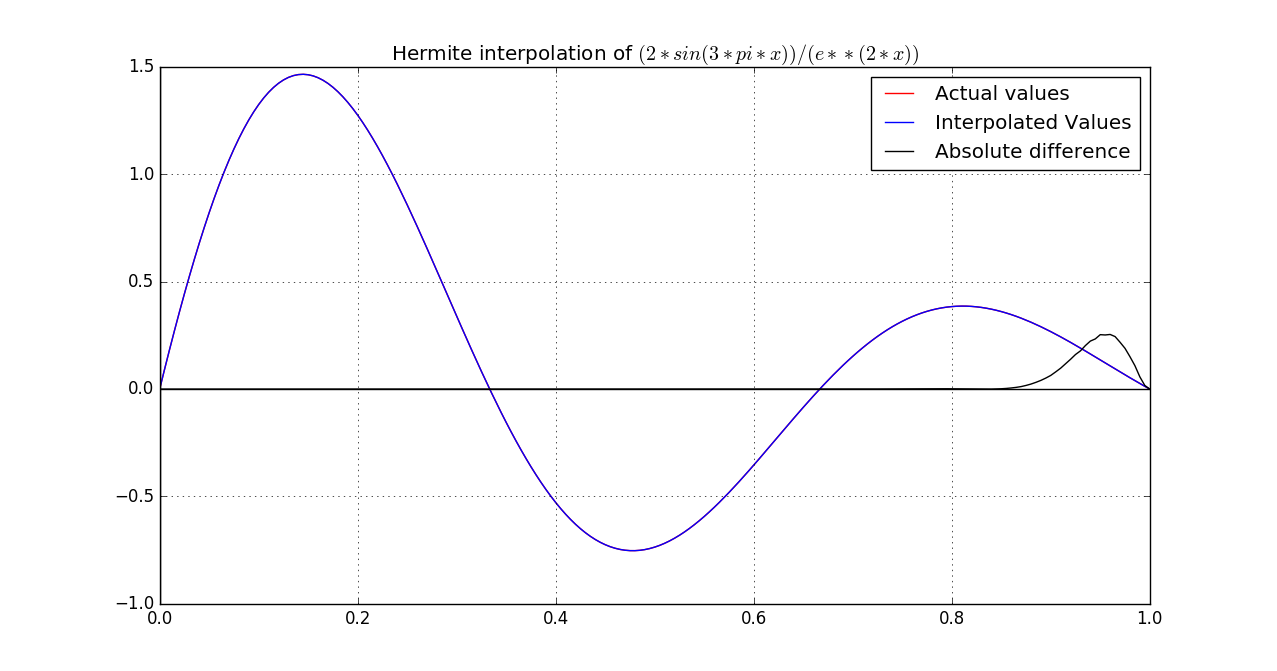 Hermite interpolation of (2 * sin(3 * pi * x))/(e * * (2 * x))
Actual values
Interpolated Values
Absolute difference
1.5
1.0
0.5
0.0
−0.5
−1.0
0.0 0.2 0.4 0.6 0.8 1.0